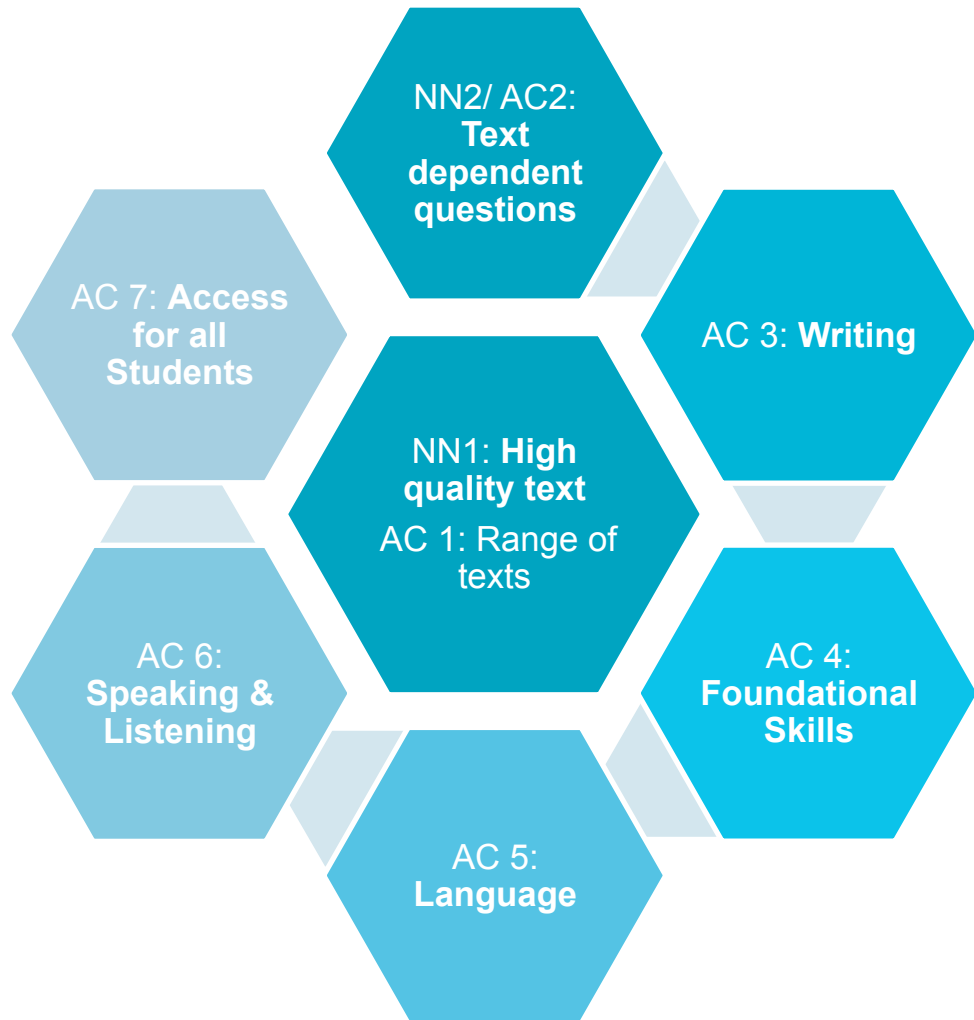 NN2/ AC2:
Text
dependent
questions
AC 3: Writing
AC 4:
Foundational
Skills
AC 5:
Language
AC 6:
Speaking &
Listening
AC 7: Access
for all
Students
NN1: High
quality text
AC 1: Range of
texts